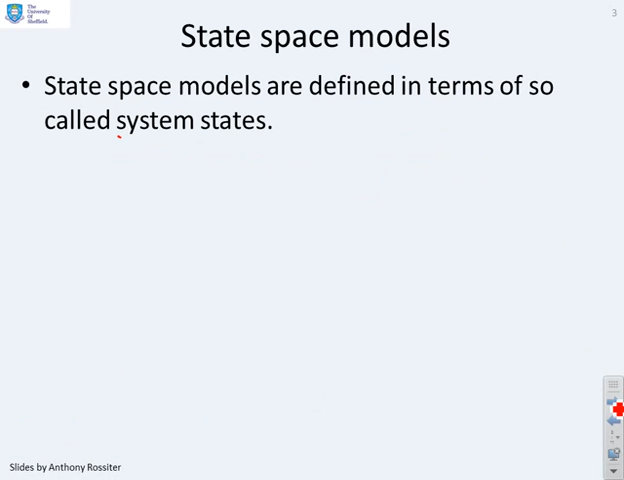 The
University
Of
Sheffield.
3
State space models
• State space models are defined in terms of so
called system states.
Slides by Anthony Rossiter